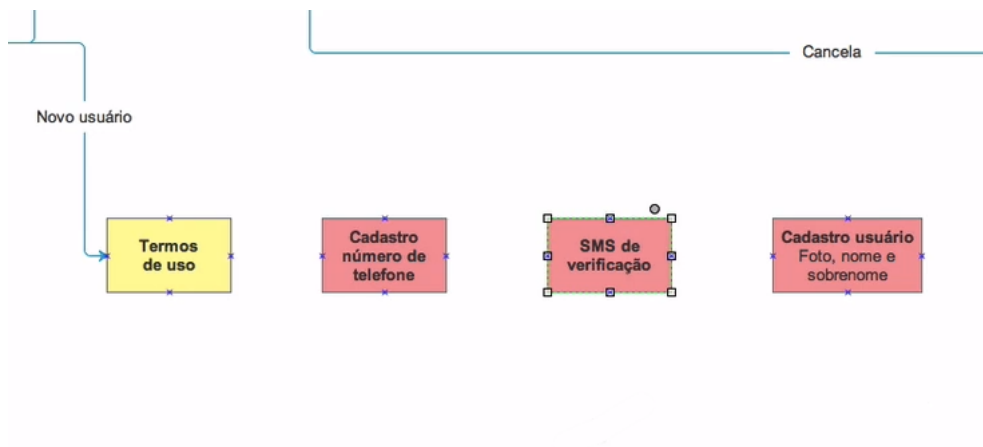 Cancela
Novo usuário
Termos
de uso
Cadastro
número de
telefone
SMS de
verificação
Cadastro usuário
Foto, nome e
sobrenome